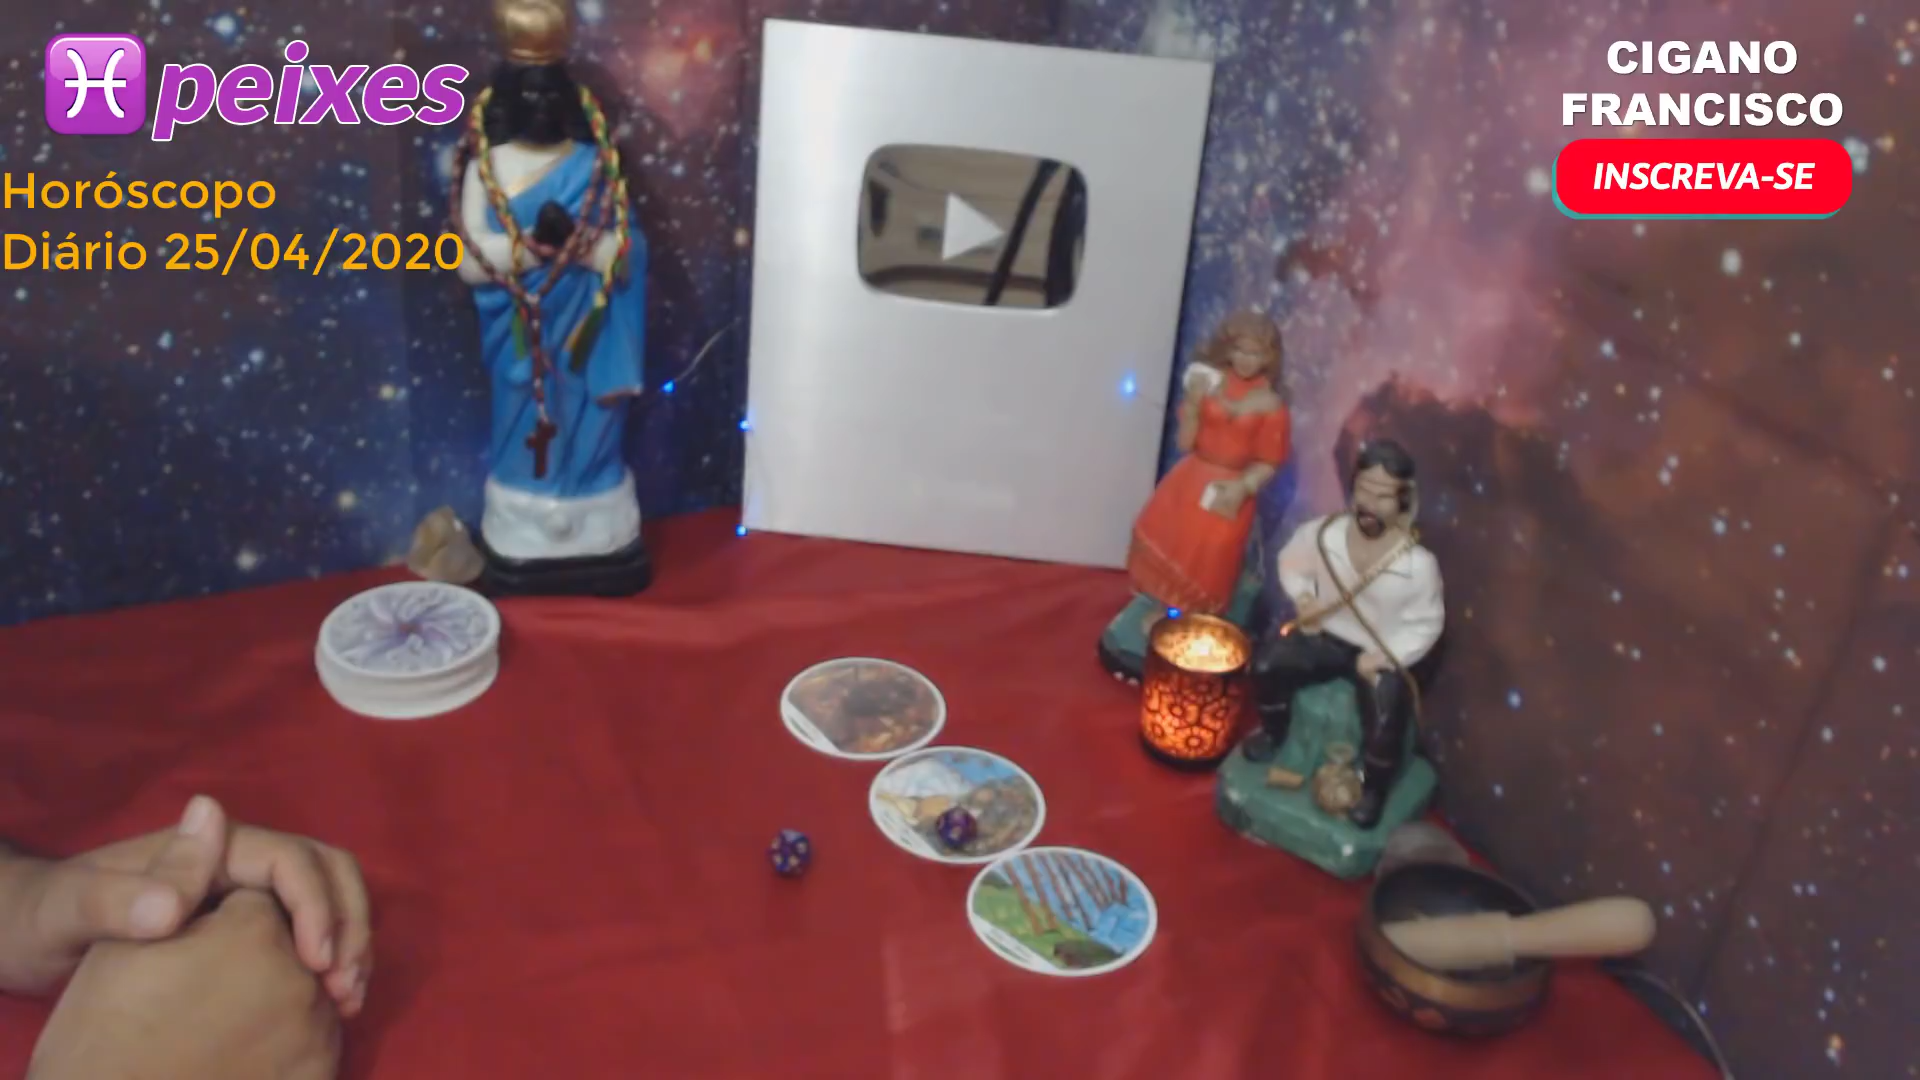 peixes
Horóscopo
Diário 25/04/2020
CIGANO
FRANCISCO
INSCREVA-SE